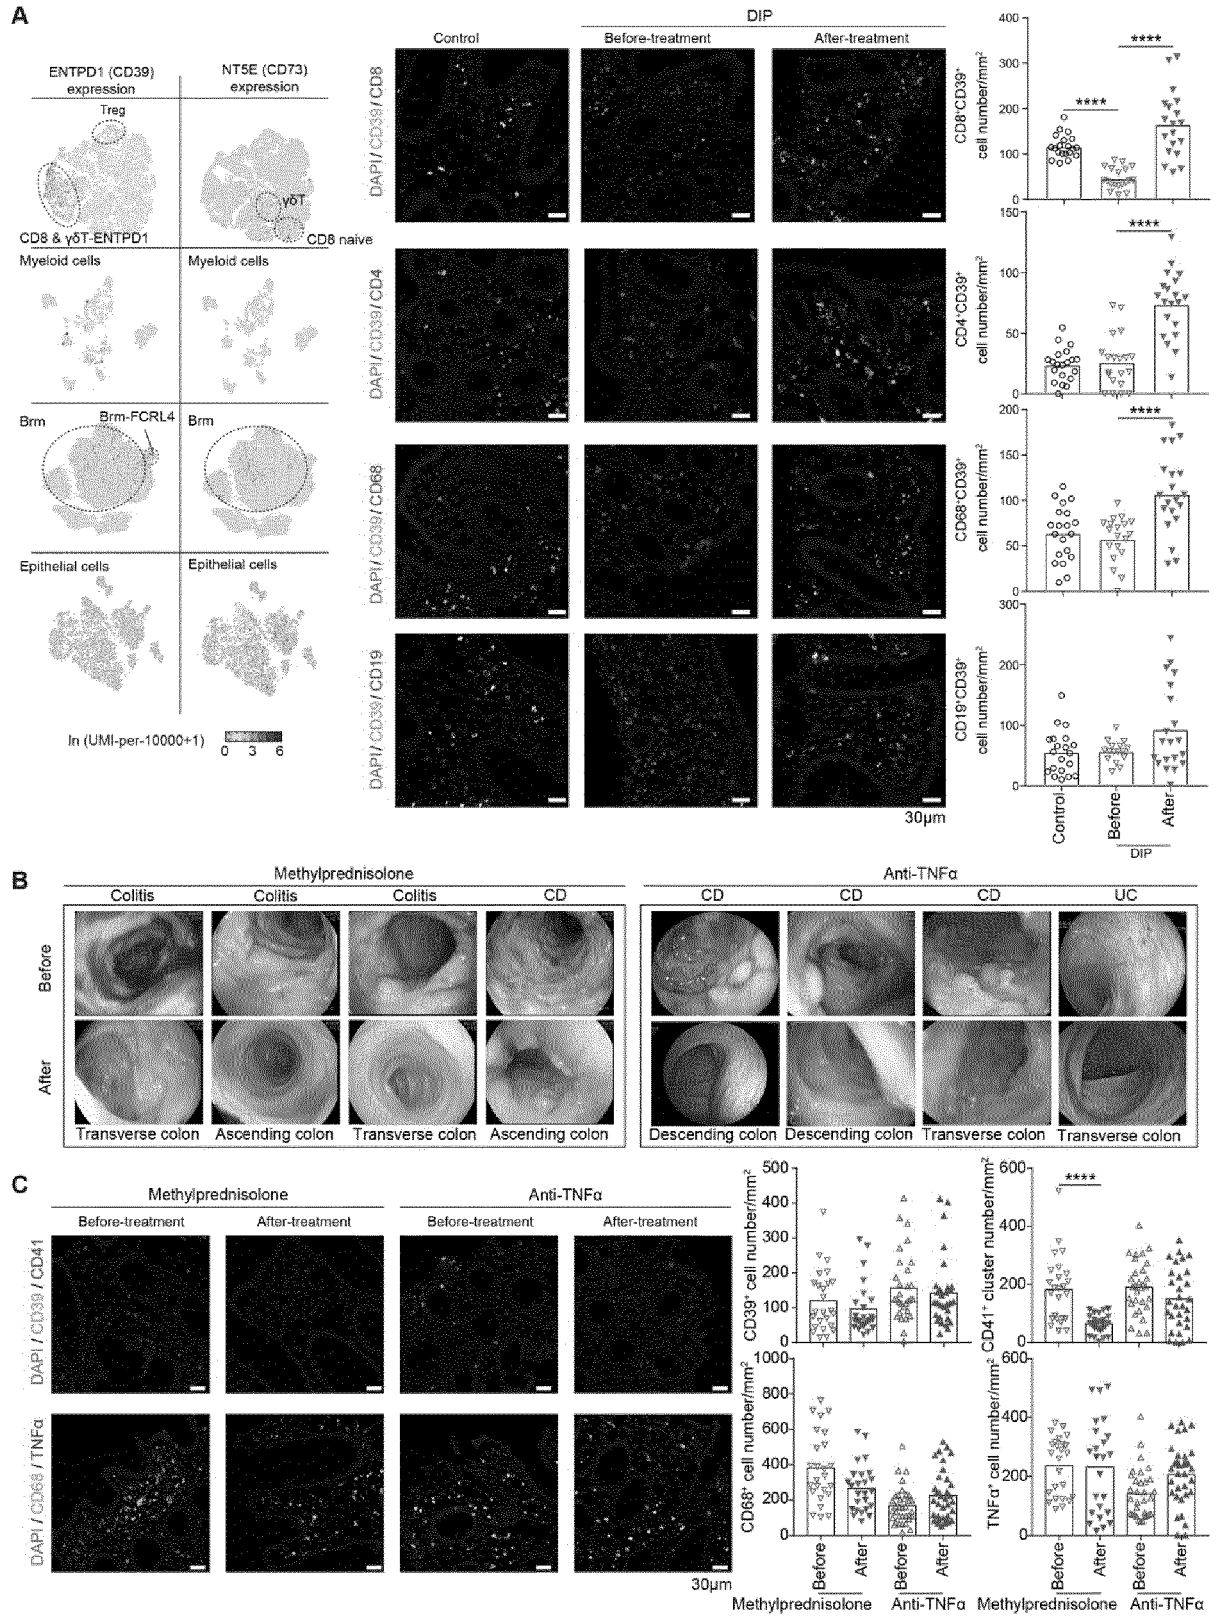 A
ENTPD1 (CD39)
expression
NT5E (CD73)
expression
Treg
CD8 & γδT-ENTPD1
γδT
CD8 naive
Myeloid cells
Myeloid cells
Brm
Brm-FCRL4
Brm
Epithelial cells
Epithelial cells
ln (UMI-per-10000+1)
0 3 6
DIP
Control
Before-treatment
After-treatment
DAPI / CD39 / CD8
DAPI / CD39 / CD4
DAPI / CD39 / CD68
DAPI / CD39 / CD19
30μm
CD8⁺CD39⁺
cell number/mm²
400
300
200
100
0
****
****
CD4⁺CD39⁺
cell number/mm²
150
100
50
0
****
CD68⁺CD39⁺
cell number/mm²
200
150
100
50
0
****
CD19⁺CD39⁺
cell number/mm²
300
200
100
0
Control
Before
After
DIP
B
Methylprednisolone
Anti-TNFα
Colitis
Colitis
Colitis
CD
CD
CD
CD
UC
Before
After
Transverse colon
Ascending colon
Transverse colon
Ascending colon
Descending colon
Descending colon
Transverse colon
Transverse colon
C
Methylprednisolone
Anti-TNFα
Before-treatment
After-treatment
Before-treatment
After-treatment
DAPI / CD39 / CD41
DAPI / CD68 / TNFα
30μm
CD39⁺ cell number/mm²
500
400
300
200
100
0
CD41⁺ cluster number/mm²
600
400
200
0
****
CD68⁺ cell number/mm²
1000
800
600
400
200
0
Before
After
Before
After
Methylprednisolone
Anti-TNFα
TNFα⁺ cell number/mm²
600
400
200
0
Before
After
Before
After
Methylprednisolone
Anti-TNFα